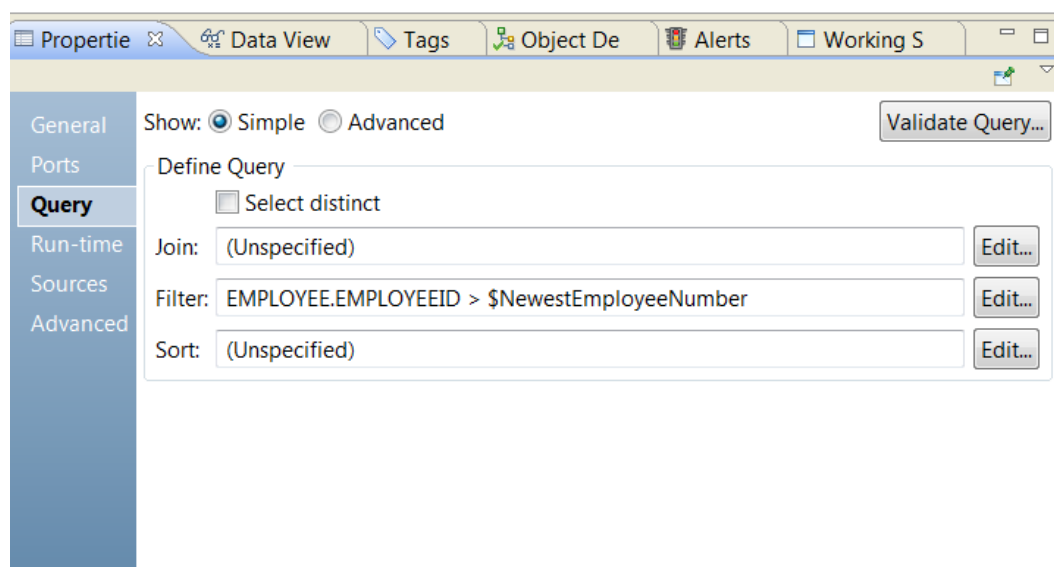 Propertie Data View Tags Object De Alerts Working S
General
Ports
Query
Run-time
Sources
Advanced
Show: Simple Advanced Validate Query...
Define Query
Select distinct
Join: (Unspecified) Edit...
Filter: EMPLOYEE.EMPLOYEEID > $NewestEmployeeNumber Edit...
Sort: (Unspecified) Edit...